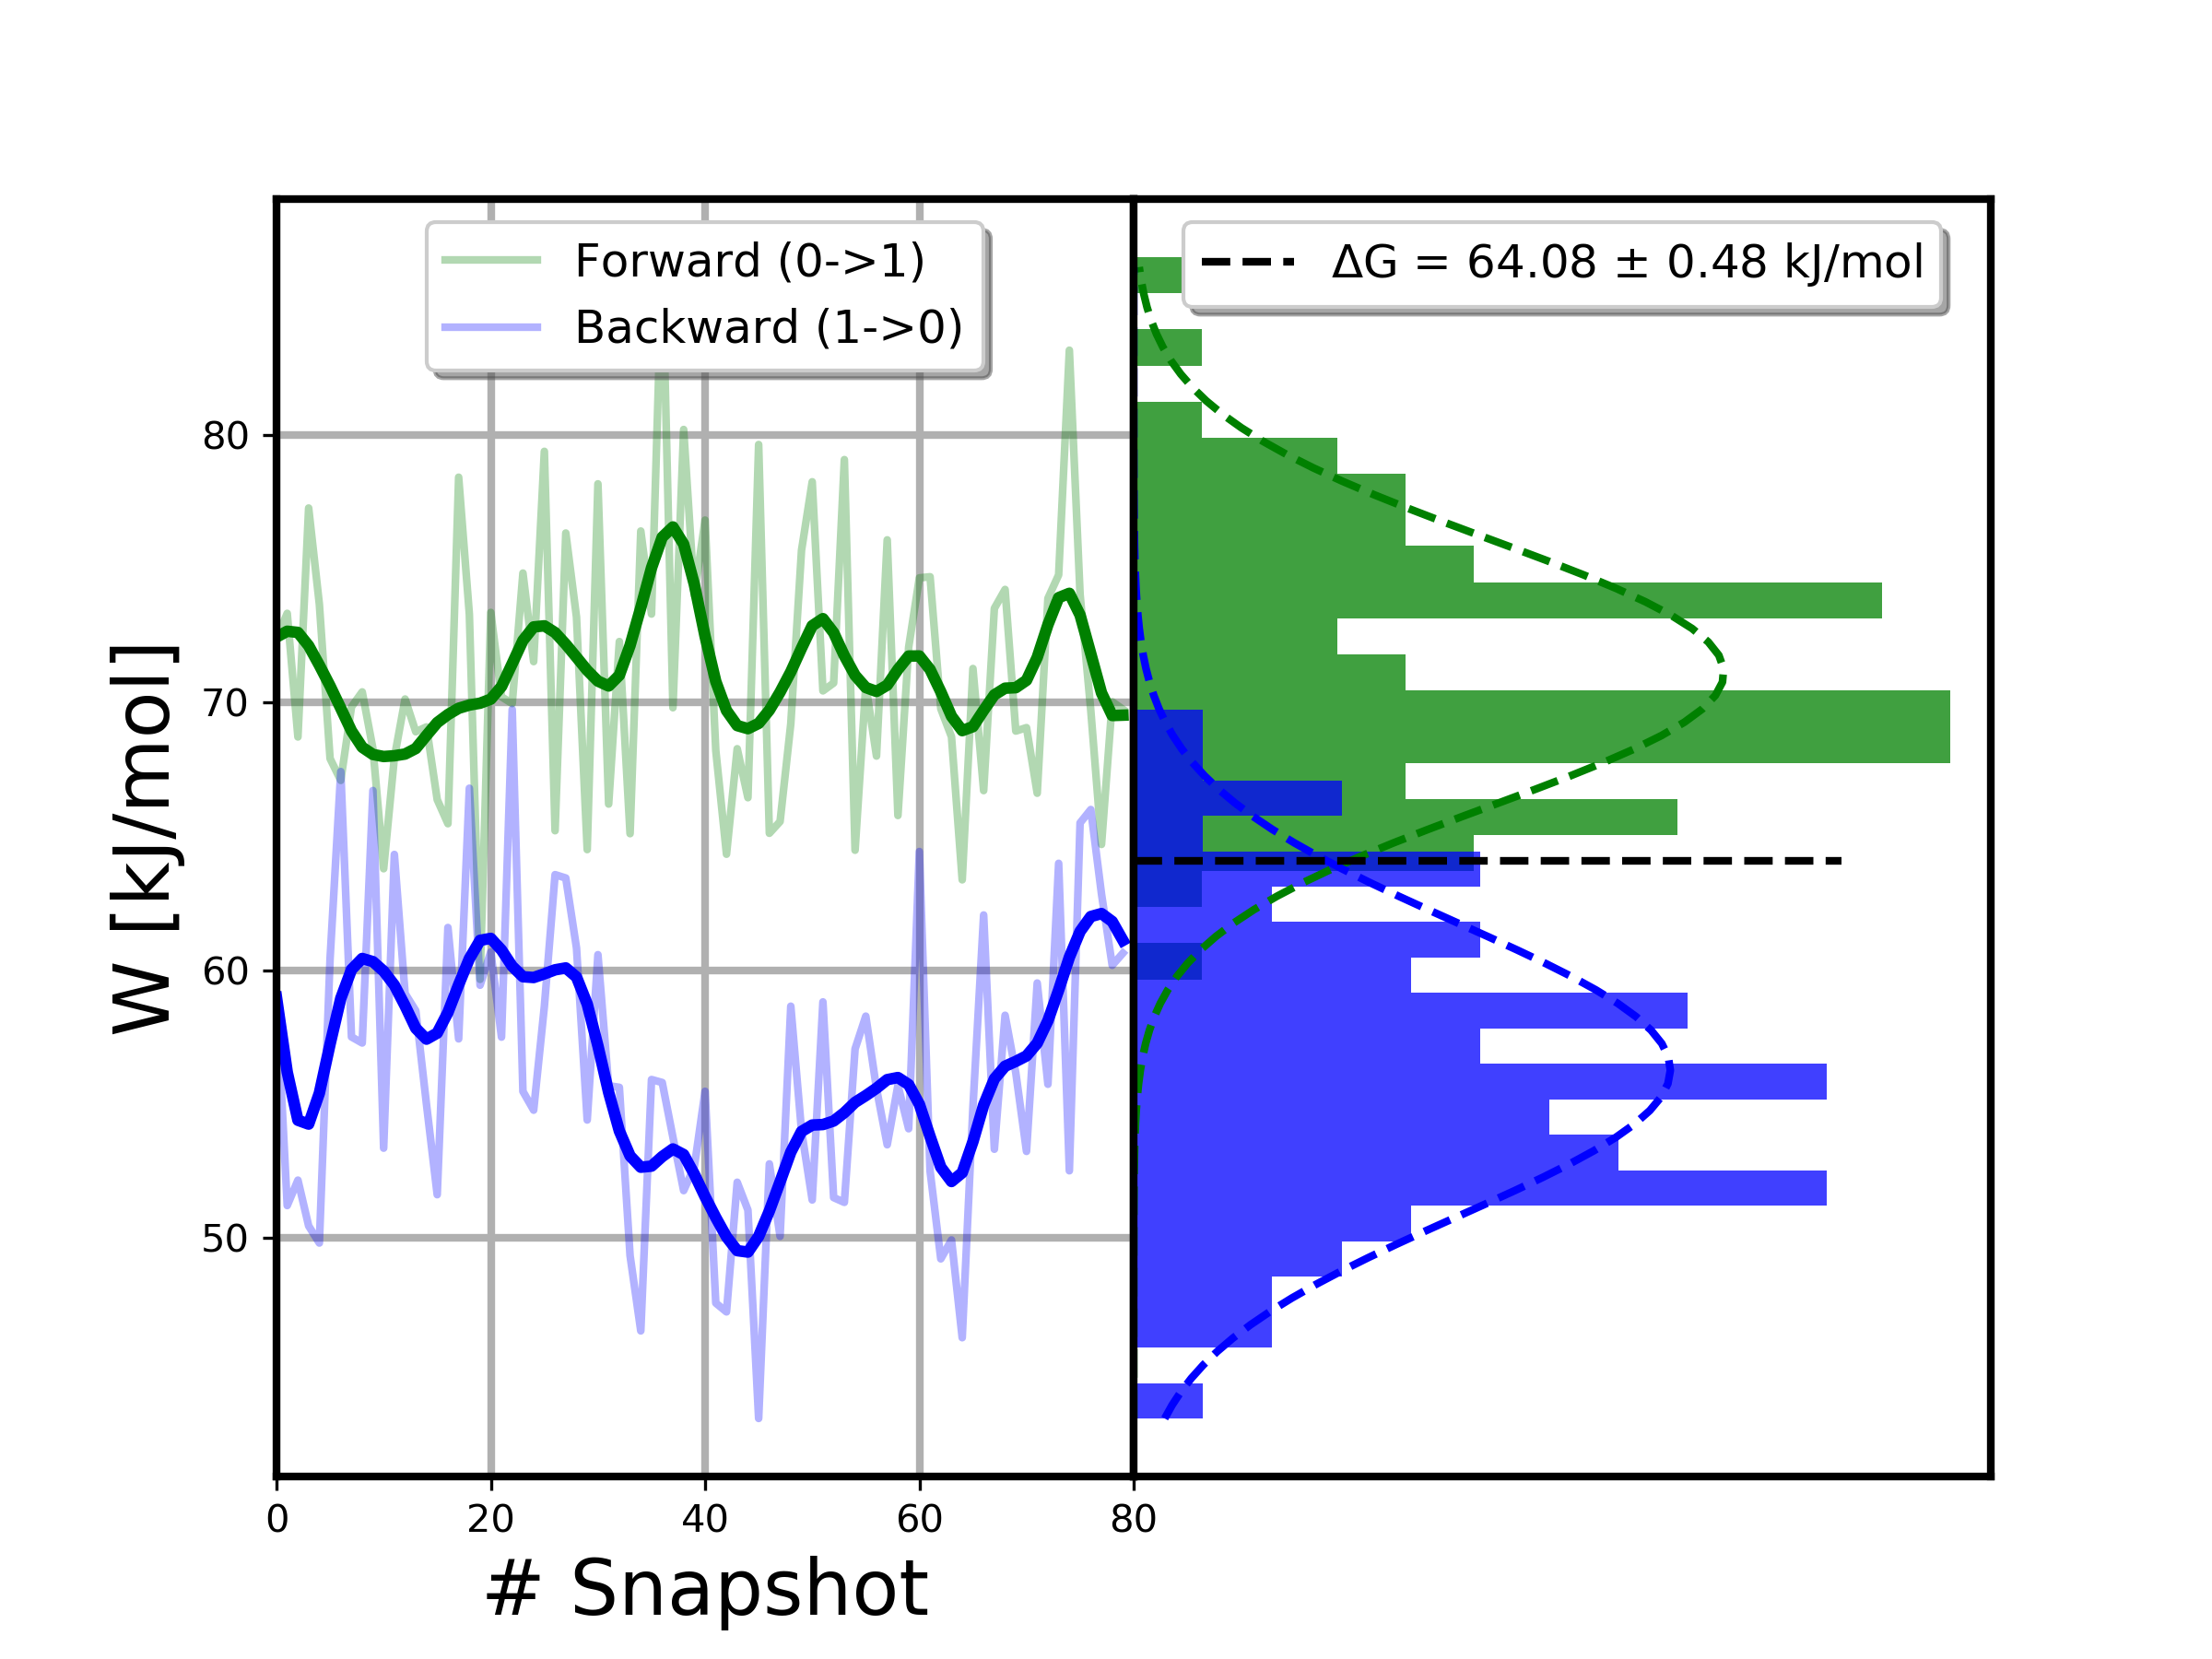 Forward (0->1)
Backward (1->0)
ΔG = 64.08 ± 0.48 kJ/mol
W [kJ/mol]
80
70
60
50
0 20 40 60 80
# Snapshot